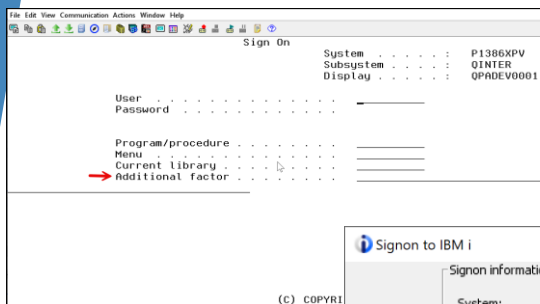 File Edit View Communication Actions Window Help
Sign On
System . . . . . : P1386XPV
Subsystem . . . . : QINTER
Display . . . . . : QPADEV0001
User . . . . . . . . . . . . . .
Password . . . . . . . . . . . .
Program/procedure . . . . . . . .
Menu . . . . . . . . . . . . . .
Current library . . . . . . . . .
Additional factor . . . . . . . .
Signon to IBM i
Signon informati
(C) COPYRI
System: